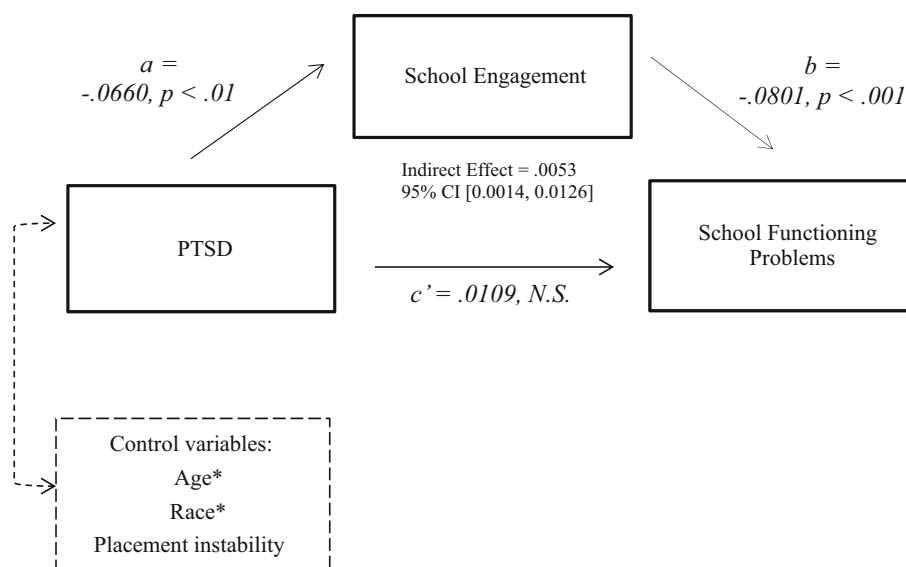 School Engagement
a =
-.0660, p < .01
b =
-.0801, p < .001
Indirect Effect = .0053
95% CI [0.0014, 0.0126]
PTSD
School Functioning
Problems
c’ = .0109, N.S.
Control variables:
Age*
Race*
Placement instability